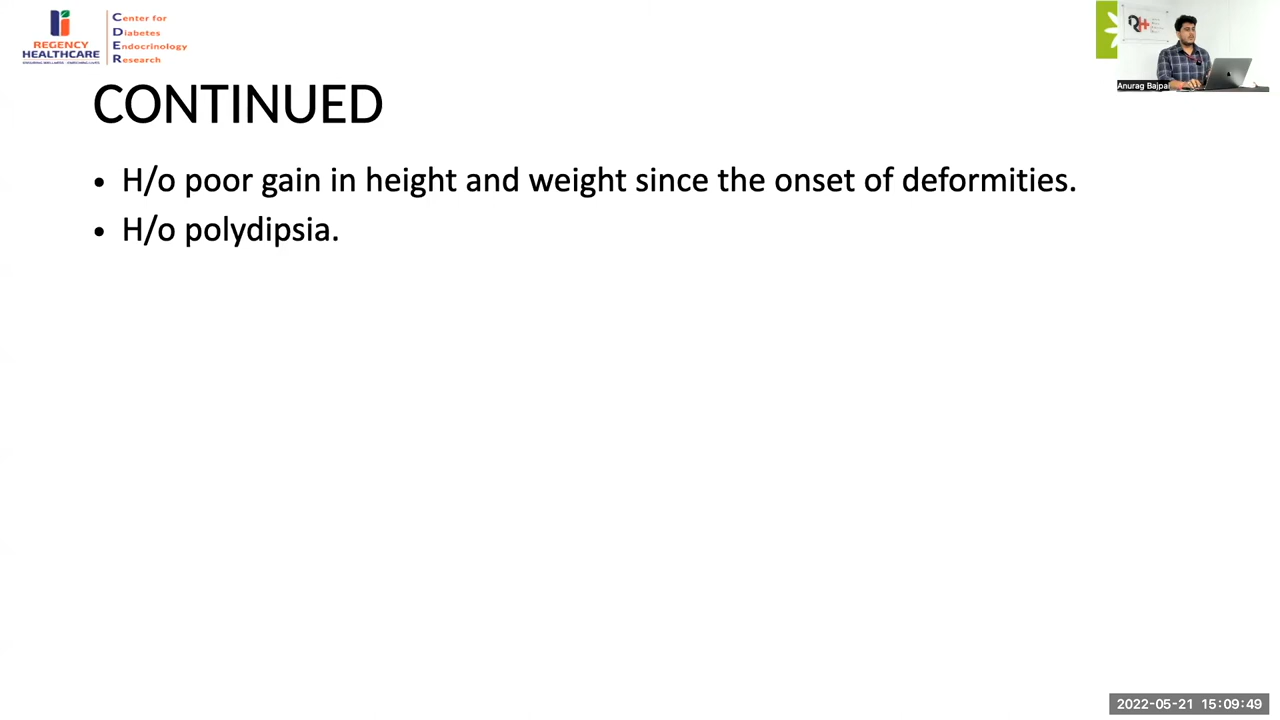 REGENCY
HEALTHCARE
Center for
Diabetes
Endocrinology
Research
Anurag Bajpai
CONTINUED
• H/o poor gain in height and weight since the onset of deformities.
• H/o polydipsia.
2022-05-21 15:09:49